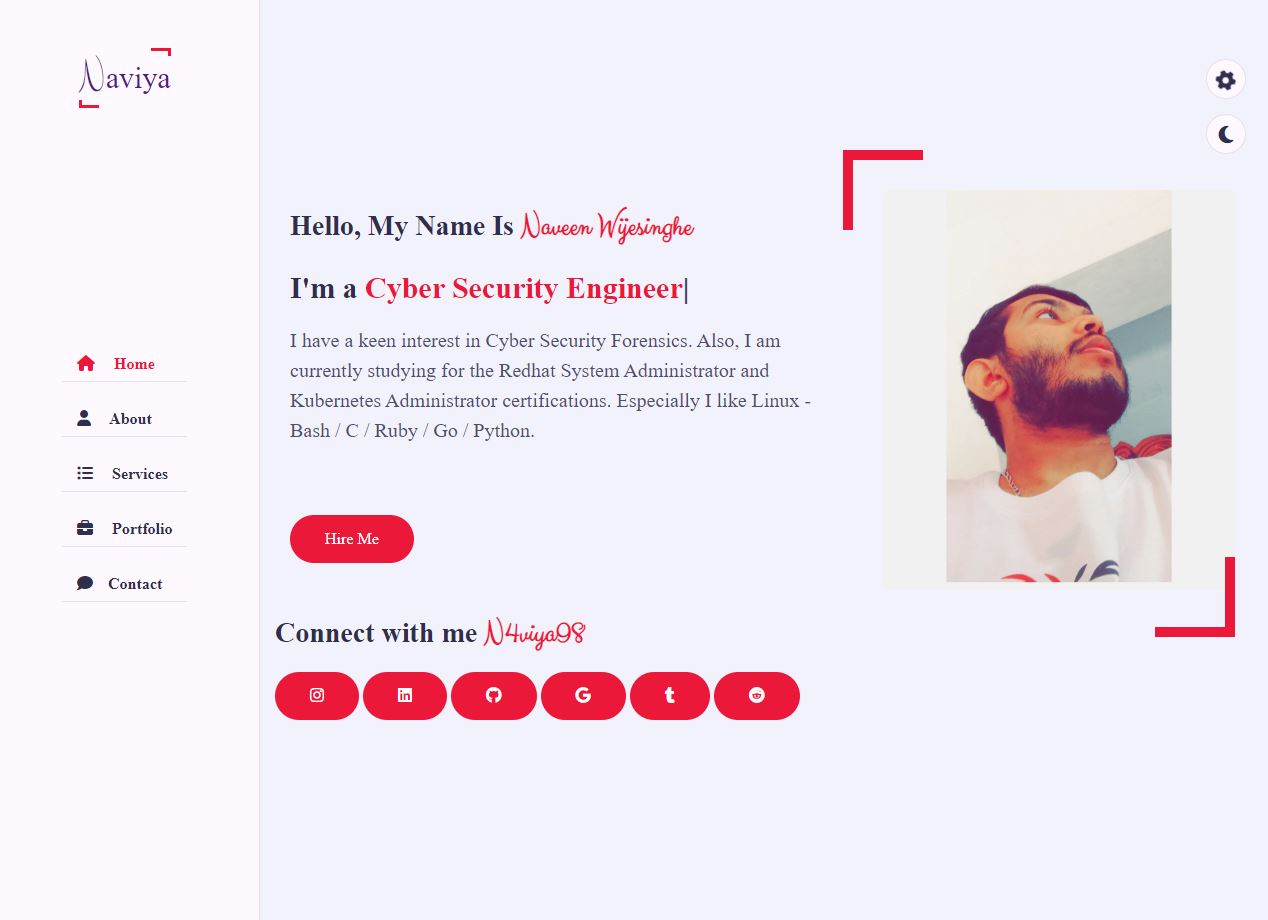 Naviya
Home
About
Services
Portfolio
Contact
Hello, My Name Is Naveen Wijesinghe
I'm a Cyber Security Engineer|
I have a keen interest in Cyber Security Forensics. Also, I am
currently studying for the Redhat System Administrator and
Kubernetes Administrator certifications. Especially I like Linux -
Bash / C / Ruby / Go / Python.
Hire Me
Connect with me N4viya98